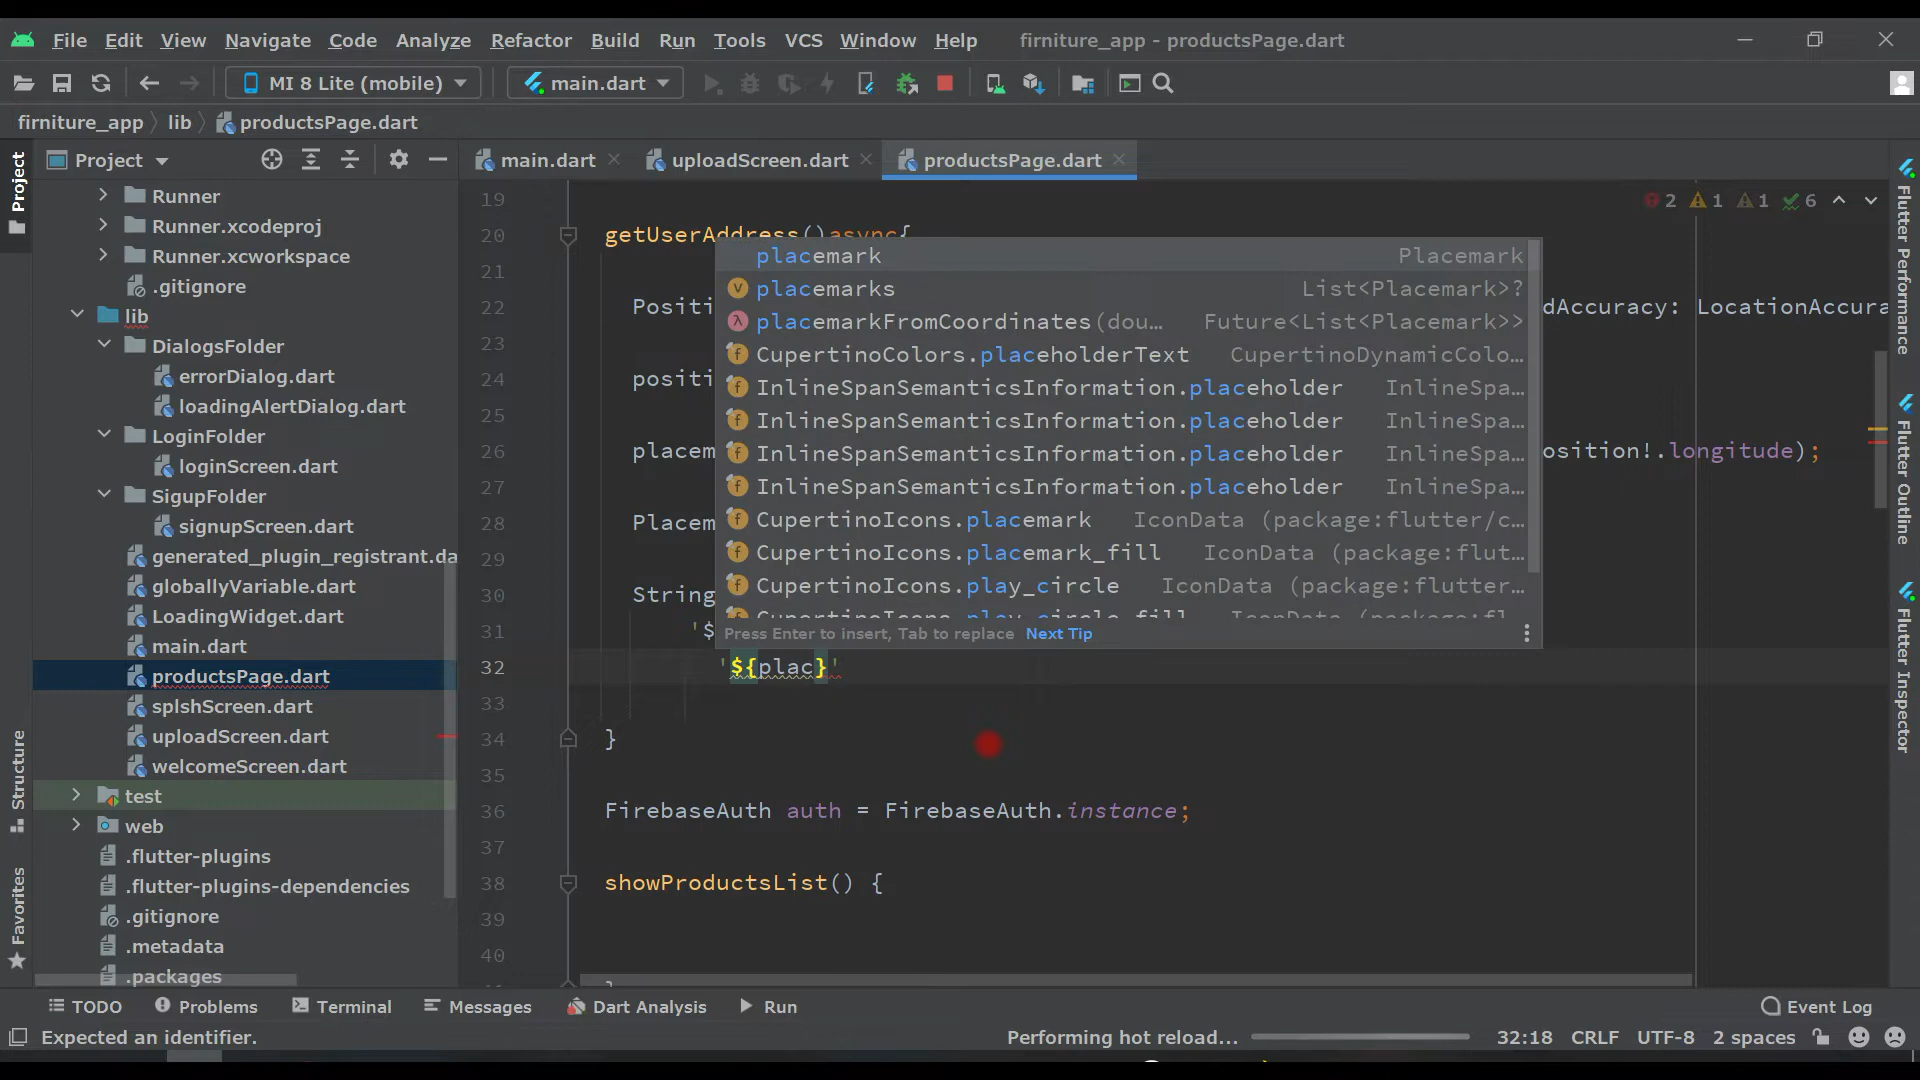 File Edit View Navigate Code Analyze Refactor Build Run Tools VCS Window Help firniture_app - productsPage.dart
MI 8 Lite (mobile) main.dart
firniture_app lib productsPage.dart
Project main.dart uploadScreen.dart productsPage.dart
Project
Structure
Favorites
Runner
Runner.xcodeproj
Runner.xcworkspace
.gitignore
lib
DialogsFolder
errorDialog.dart
loadingAlertDialog.dart
LoginFolder
loginScreen.dart
SigupFolder
signupScreen.dart
generated_plugin_registrant.da
globallyVariable.dart
LoadingWidget.dart
main.dart
productsPage.dart
splshScreen.dart
uploadScreen.dart
welcomeScreen.dart
test
web
.flutter-plugins
.flutter-plugins-dependencies
.gitignore
.metadata
.packages
2 1 1 6
19
20 getUserAddress()async{
21
22 Positi dAccuracy: LocationAccura
23
24 positi
25
26 placem osition!.longitude);
27
28 Placem
29
30 String
31 '$
32 '${plac}'
33
34 }
35
36 FirebaseAuth auth = FirebaseAuth.instance;
37
38 showProductsList() {
39
40
placemark Placemark
placemarks List<Placemark>?
placemarkFromCoordinates(dou… Future<List<Placemark>>
CupertinoColors.placeholderText CupertinoDynamicColo…
InlineSpanSemanticsInformation.placeholder InlineSpa…
InlineSpanSemanticsInformation.placeholder InlineSpa…
InlineSpanSemanticsInformation.placeholder InlineSpa…
InlineSpanSemanticsInformation.placeholder InlineSpa…
CupertinoIcons.placemark IconData (package:flutter/c…
CupertinoIcons.placemark_fill IconData (package:flut…
CupertinoIcons.play_circle IconData (package:flutter…
CupertinoIcons.play_circle_fill IconData (package:fl…
Press Enter to insert, Tab to replace Next Tip
Flutter Performance
Flutter Outline
Flutter Inspector
TODO Problems Terminal Messages Dart Analysis Run Event Log
Expected an identifier. Performing hot reload... 32:18 CRLF UTF-8 2 spaces